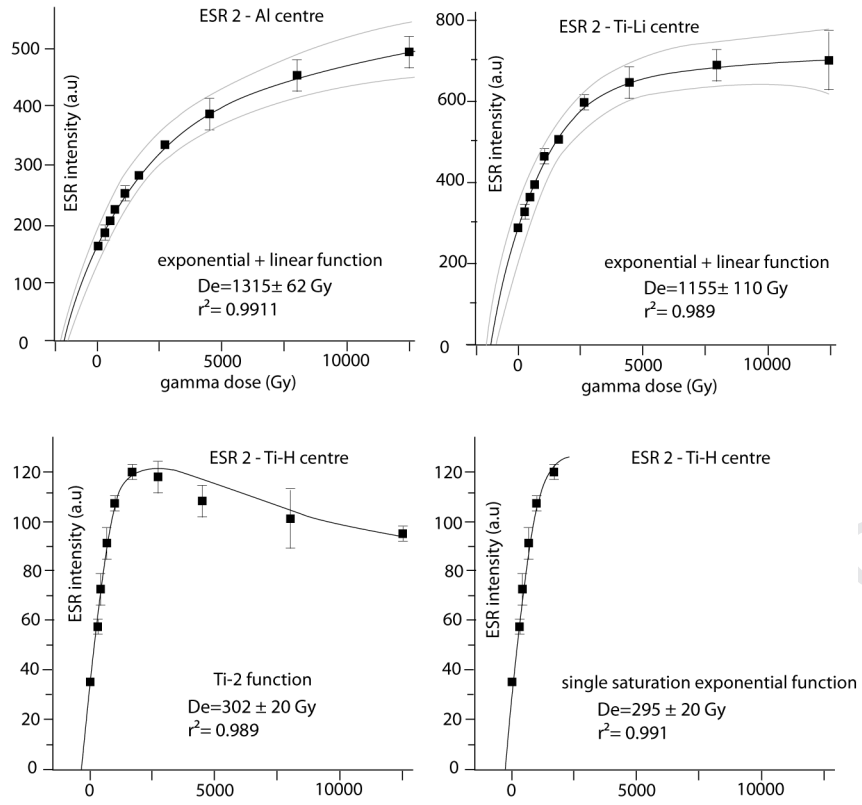 ESR 2 - Al centre
500
400
300
200
100
0
ESR intensity (a.u)
exponential + linear function
De=1315± 62 Gy
r²= 0.9911
0
5000
10000
gamma dose (Gy)
ESR 2 - Ti-Li centre
800
600
400
200
0
ESR intensity (a.u)
exponential + linear function
De=1155± 110 Gy
r²= 0.989
0
5000
10000
gamma dose (Gy)
ESR 2 - Ti-H centre
120
100
80
60
40
20
0
ESR intensity (a.u)
Ti-2 function
De=302 ± 20 Gy
r²= 0.989
0
5000
10000
ESR 2 - Ti-H centre
120
100
80
60
40
20
0
ESR intensity (a.u)
single saturation exponential function
De=295 ± 20 Gy
r²= 0.991
0
5000
10000